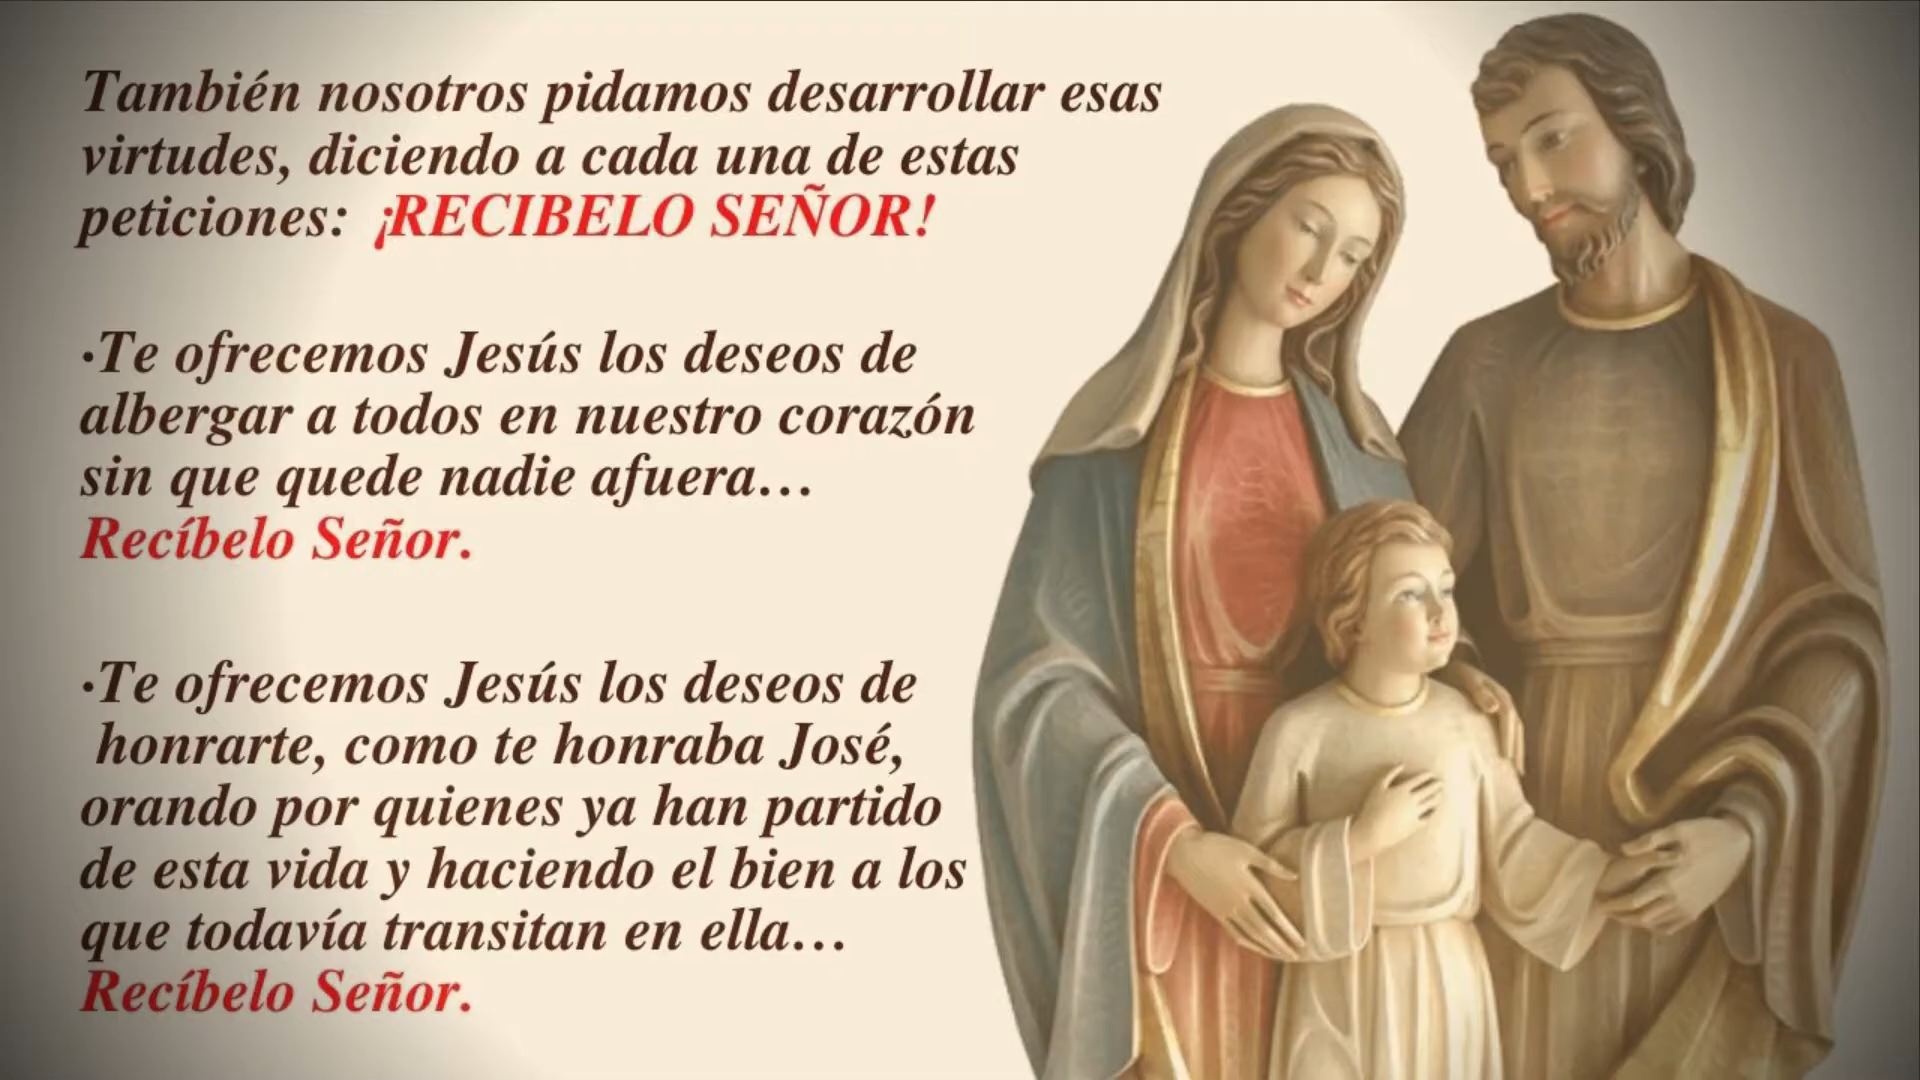 También nosotros pidamos desarrollar esas
virtudes, diciendo a cada una de estas
peticiones: ¡RECIBELO SEÑOR!
•Te ofrecemos Jesús los deseos de
albergar a todos en nuestro corazón
sin que quede nadie afuera…
Recíbelo Señor.
•Te ofrecemos Jesús los deseos de
honrarte, como te honraba José,
orando por quienes ya han partido
de esta vida y haciendo el bien a los
que todavía transitan en ella…
Recíbelo Señor.